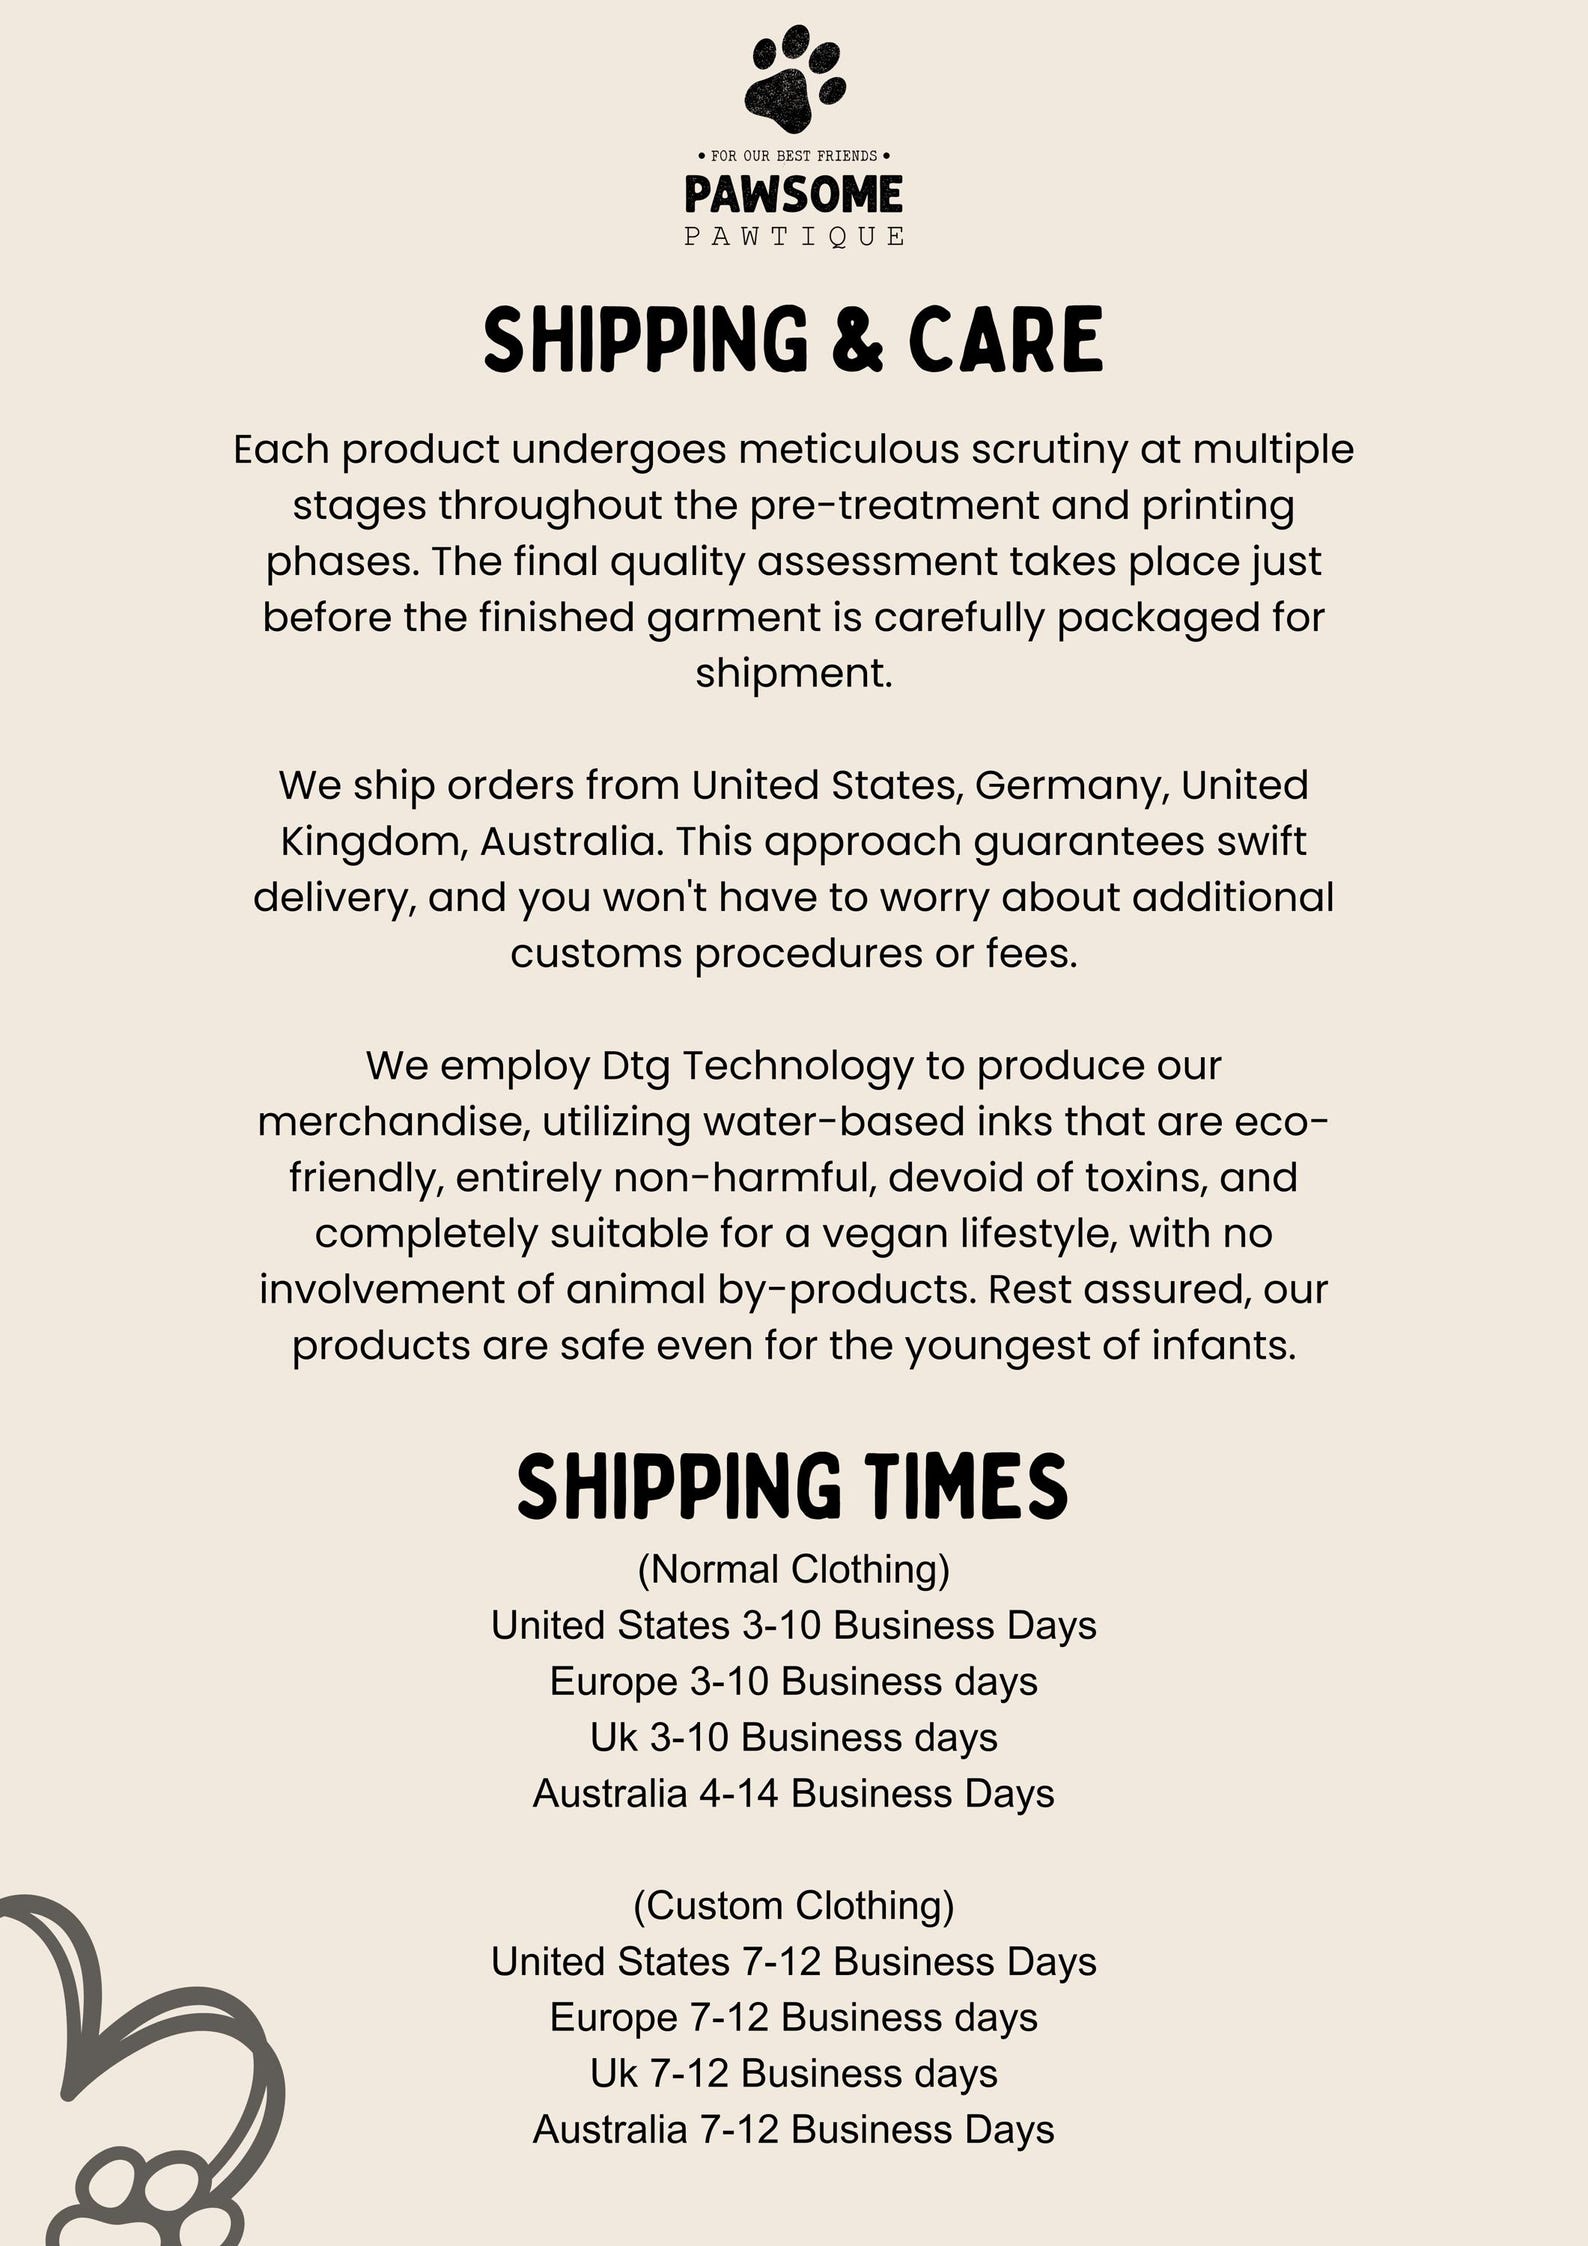 • FOR OUR BEST FRIENDS •
PAWSOME
PAWTIQUE
SHIPPING & CARE
Each product undergoes meticulous scrutiny at multiple
stages throughout the pre-treatment and printing
phases. The final quality assessment takes place just
before the finished garment is carefully packaged for
shipment.
We ship orders from United States, Germany, United
Kingdom, Australia. This approach guarantees swift
delivery, and you won't have to worry about additional
customs procedures or fees.
We employ Dtg Technology to produce our
merchandise, utilizing water-based inks that are eco-
friendly, entirely non-harmful, devoid of toxins, and
completely suitable for a vegan lifestyle, with no
involvement of animal by-products. Rest assured, our
products are safe even for the youngest of infants.
SHIPPING TIMES
(Normal Clothing)
United States 3-10 Business Days
Europe 3-10 Business days
Uk 3-10 Business days
Australia 4-14 Business Days
(Custom Clothing)
United States 7-12 Business Days
Europe 7-12 Business days
Uk 7-12 Business days
Australia 7-12 Business Days